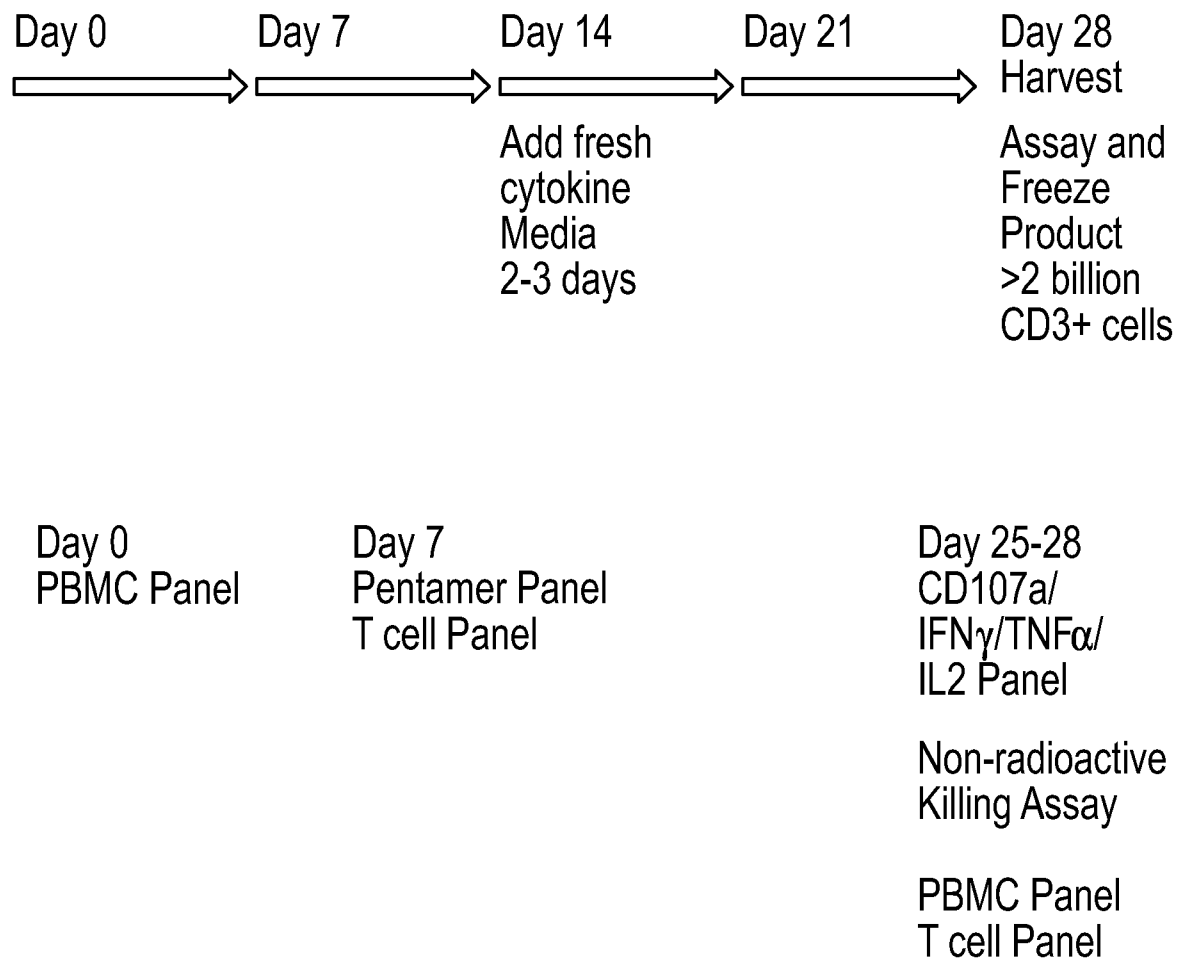 Day 0
Day 7
Day 14
Day 21
Day 28
Harvest
Add fresh
cytokine
Media
2-3 days
Assay and
Freeze
Product
>2 billion
CD3+ cells
Day 0
PBMC Panel
Day 7
Pentamer Panel
T cell Panel
Day 25-28
CD107a/
IFNγ/TNFα/
IL2 Panel
Non-radioactive
Killing Assay
PBMC Panel
T cell Panel